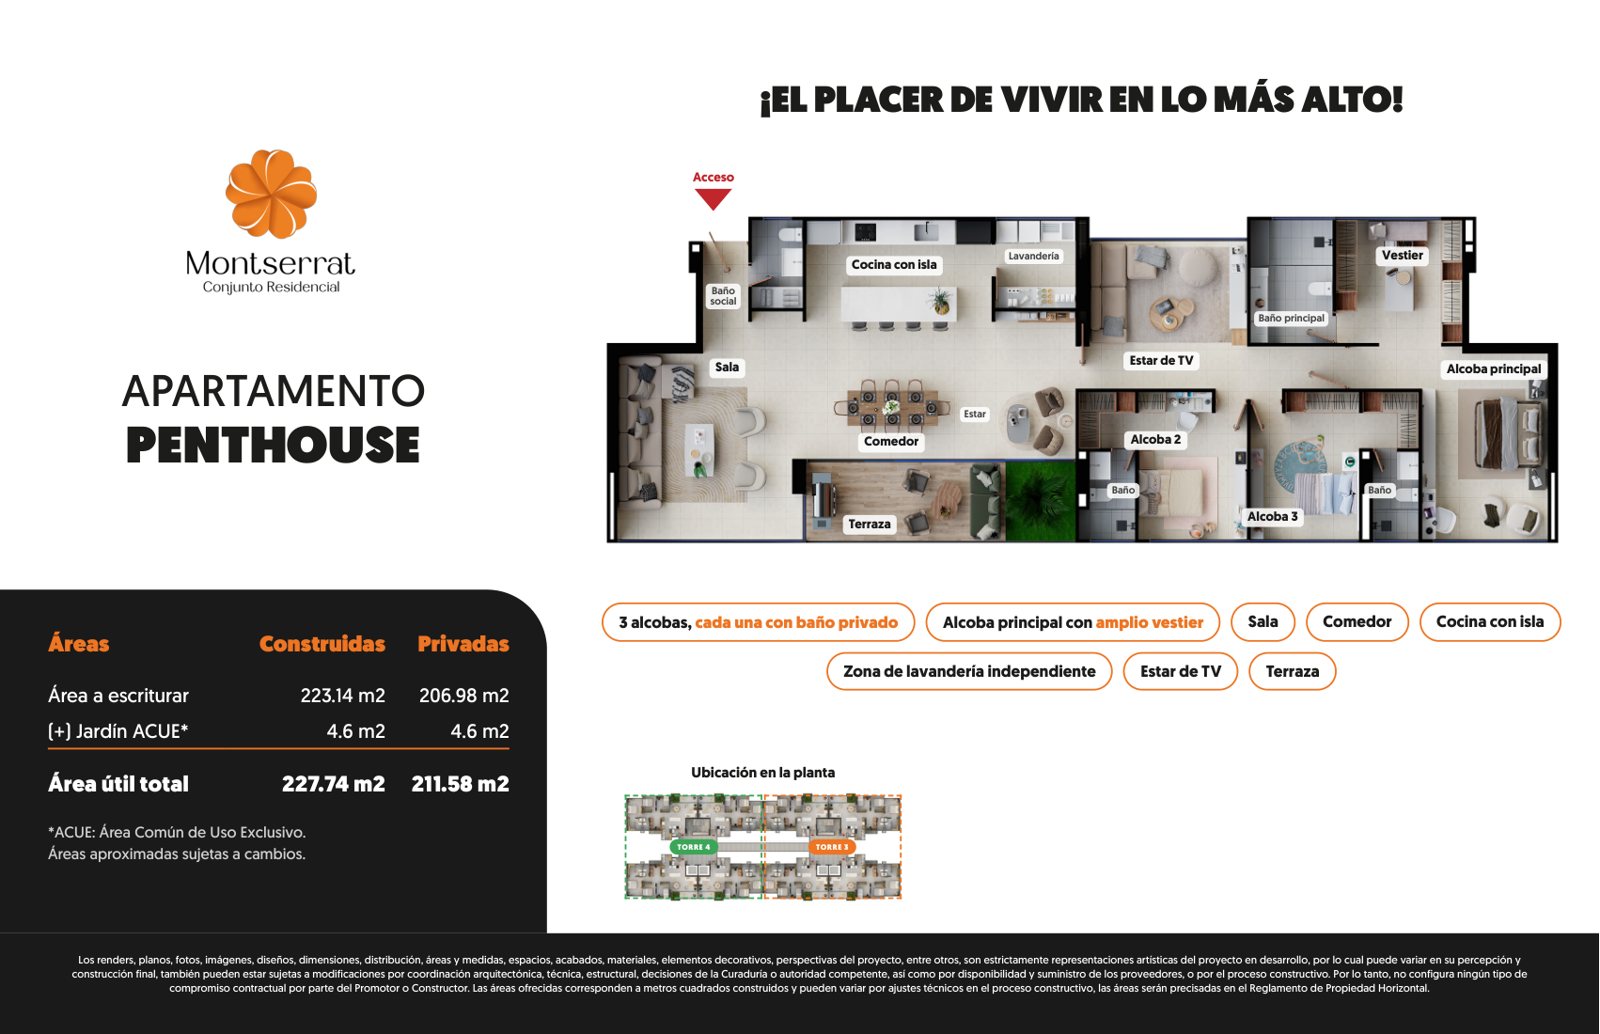 ¡EL PLACER DE VIVIR EN LO MÁS ALTO!
Montserrat
Conjunto Residencial
APARTAMENTO
PENTHOUSE
Acceso
Baño
social
Cocina con isla
Lavandería
Vestier
Baño principal
Sala
Estar de TV
Alcoba principal
Estar
Comedor
Alcoba 2
Baño
Baño
Terraza
Alcoba 3
3 alcobas, cada una con baño privado
Alcoba principal con amplio vestier
Sala
Comedor
Cocina con isla
Zona de lavandería independiente
Estar de TV
Terraza
Áreas Construidas Privadas
Área a escriturar 223.14 m2 206.98 m2
(+) Jardín ACUE* 4.6 m2 4.6 m2
Área útil total 227.74 m2 211.58 m2
*ACUE: Área Común de Uso Exclusivo.
Áreas aproximadas sujetas a cambios.
Ubicación en la planta
TORRE 4
TORRE 3
Los renders, planos, fotos, imágenes, diseños, dimensiones, distribución, áreas y medidas, espacios, acabados, materiales, elementos decorativos, perspectivas del proyecto, entre otros, son estrictamente representaciones artísticas del proyecto en desarrollo, por lo cual puede variar en su percepción y
construcción final, también pueden estar sujetas a modificaciones por coordinación arquitectónica, técnica, estructural, decisiones de la Curaduría o autoridad competente, así como por disponibilidad y suministro de los proveedores, o por el proceso constructivo. Por lo tanto, no configura ningún tipo de
compromiso contractual por parte del Promotor o Constructor. Las áreas ofrecidas corresponden a metros cuadrados construidos y pueden variar por ajustes técnicos en el proceso constructivo, las áreas serán precisadas en el Reglamento de Propiedad Horizontal.